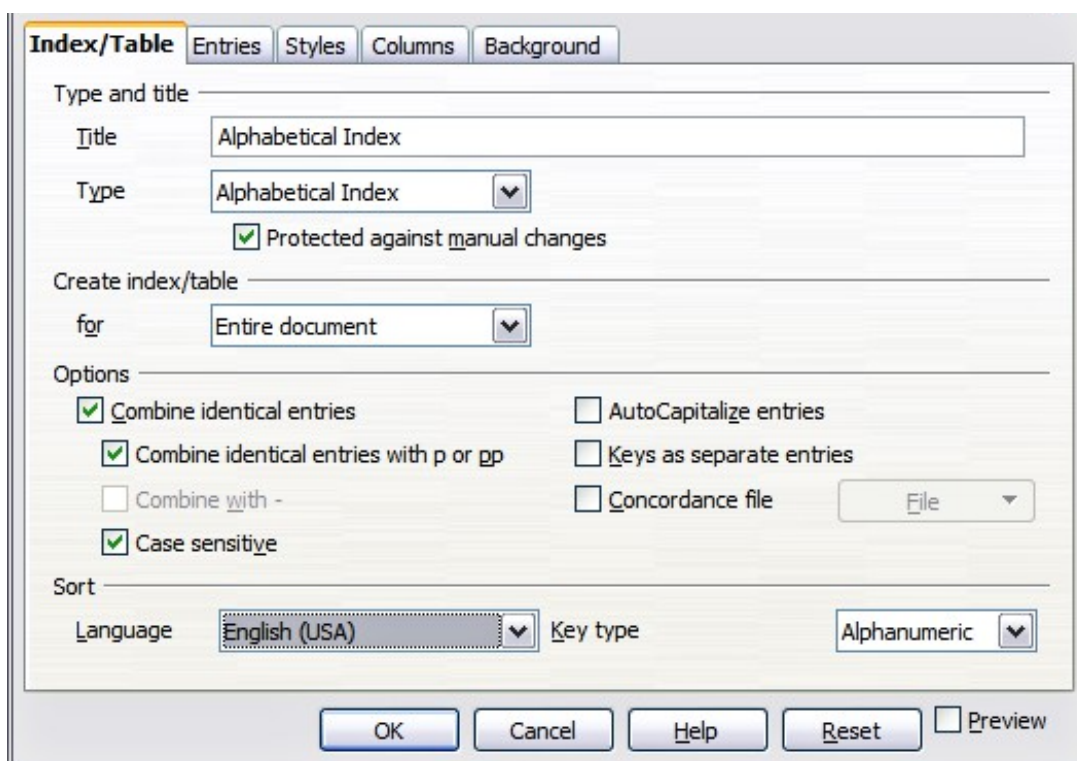 Index/Table Entries Styles Columns Background
Type and title
Title Alphabetical Index
Type Alphabetical Index
Protected against manual changes
Create index/table
for Entire document
Options
Combine identical entries AutoCapitalize entries
Combine identical entries with p or pp Keys as separate entries
Combine with - Concordance file File
Case sensitive
Sort
Language English (USA) Key type Alphanumeric
OK Cancel Help Reset Preview